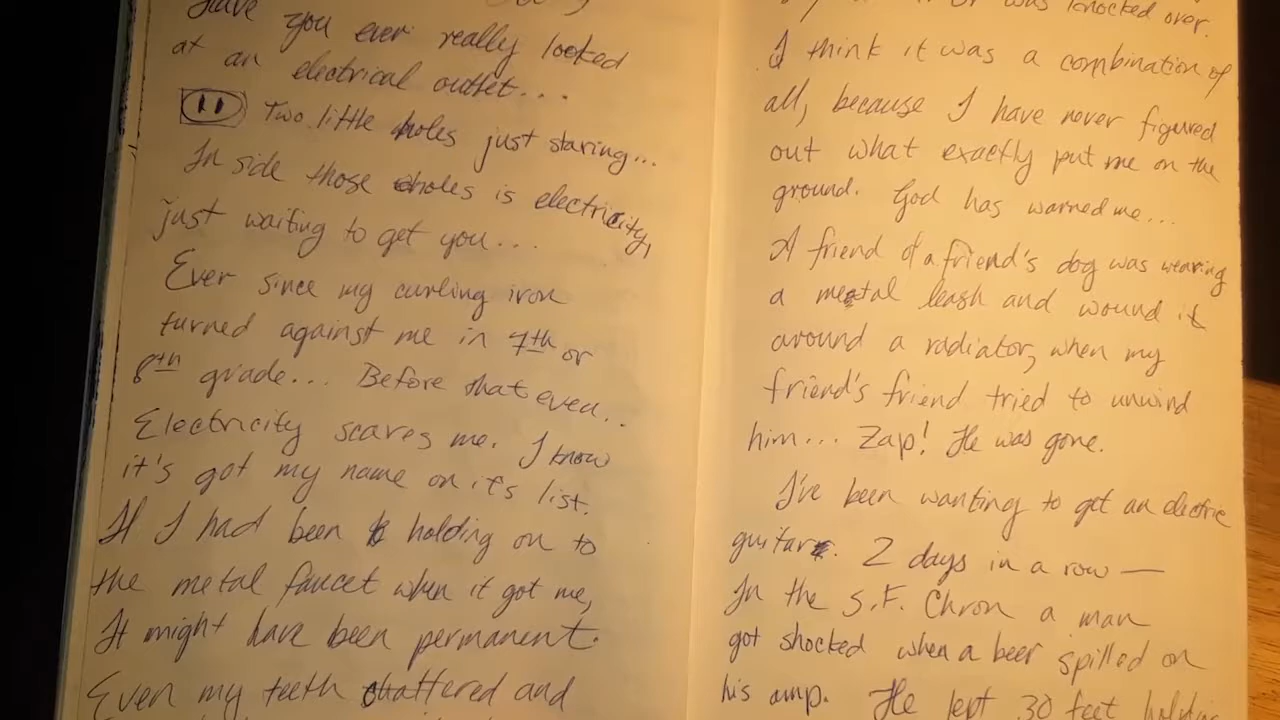 Have you ever really looked
at an electrical outlet...
Two little holes just staring...
In side those holes is electricity,
just waiting to get you...
Ever since my curling iron
turned against me in 7th or
8th grade... Before that even...
Electricity scares me. I know
it's got my name on it's list.
If I had been holding on to
the metal faucet when it got me,
It might have been permanent.
Even my teeth chattered and
was knocked over.
I think it was a combination of
all, because I have never figured
out what exactly put me on the
ground. God has warned me...
A friend of a friend's dog was wearing
a metal leash and wound it
around a radiator, when my
friend's friend tried to unwind
him... Zap! He was gone.
I've been wanting to get an electric
guitar. 2 days in a row —
In the S.F. Chron a man
got shocked when a beer spilled on
his amp. He lept 30 feet holding